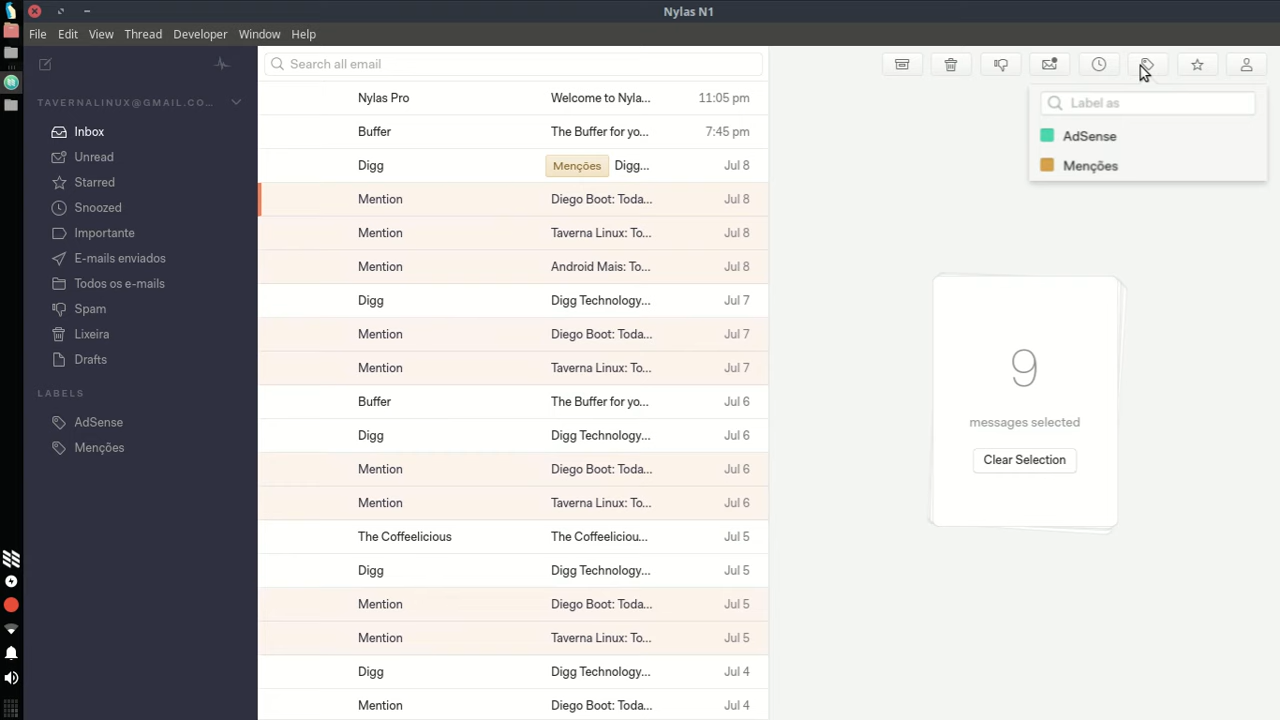 Nylas N1
File Edit View Thread Developer Window Help
Search all email
TAVERNALINUX@GMAIL.CO...
Inbox
Unread
Starred
Snoozed
Importante
E-mails enviados
Todos os e-mails
Spam
Lixeira
Drafts
LABELS
AdSense
Menções
Nylas Pro Welcome to Nyla... 11:05 pm
Buffer The Buffer for yo... 7:45 pm
Digg Menções Digg... Jul 8
Mention Diego Boot: Toda... Jul 8
Mention Taverna Linux: To... Jul 8
Mention Android Mais: To... Jul 8
Digg Digg Technology... Jul 7
Mention Diego Boot: Toda... Jul 7
Mention Taverna Linux: To... Jul 7
Buffer The Buffer for yo... Jul 6
Digg Digg Technology... Jul 6
Mention Diego Boot: Toda... Jul 6
Mention Taverna Linux: To... Jul 6
The Coffeelicious The Coffeeliciou... Jul 5
Digg Digg Technology... Jul 5
Mention Diego Boot: Toda... Jul 5
Mention Taverna Linux: To... Jul 5
Digg Digg Technology... Jul 4
Mention Diego Boot: Toda... Jul 4
Label as
AdSense
Menções
9
messages selected
Clear Selection